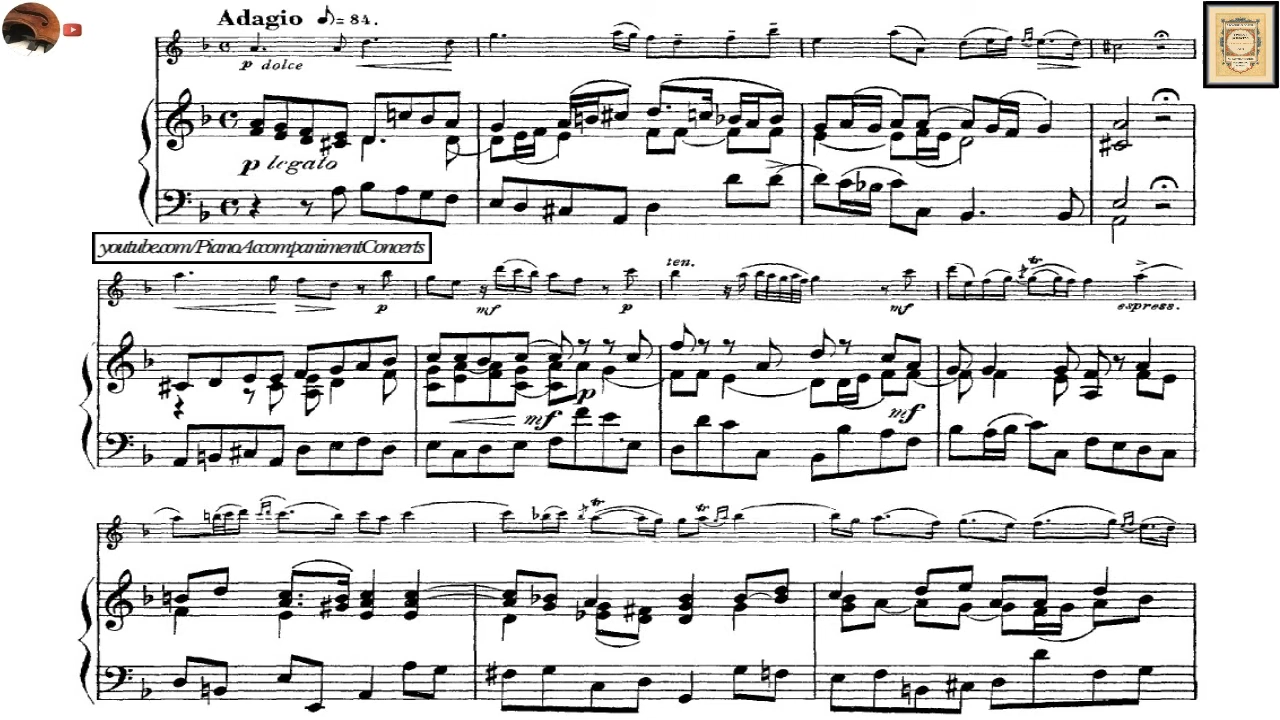 Adagio ♪= 84.
p dolce
p legato
youtube.com/PianoAccompanimentConcerts
ten.
p mf p mf espress.
mf p mf